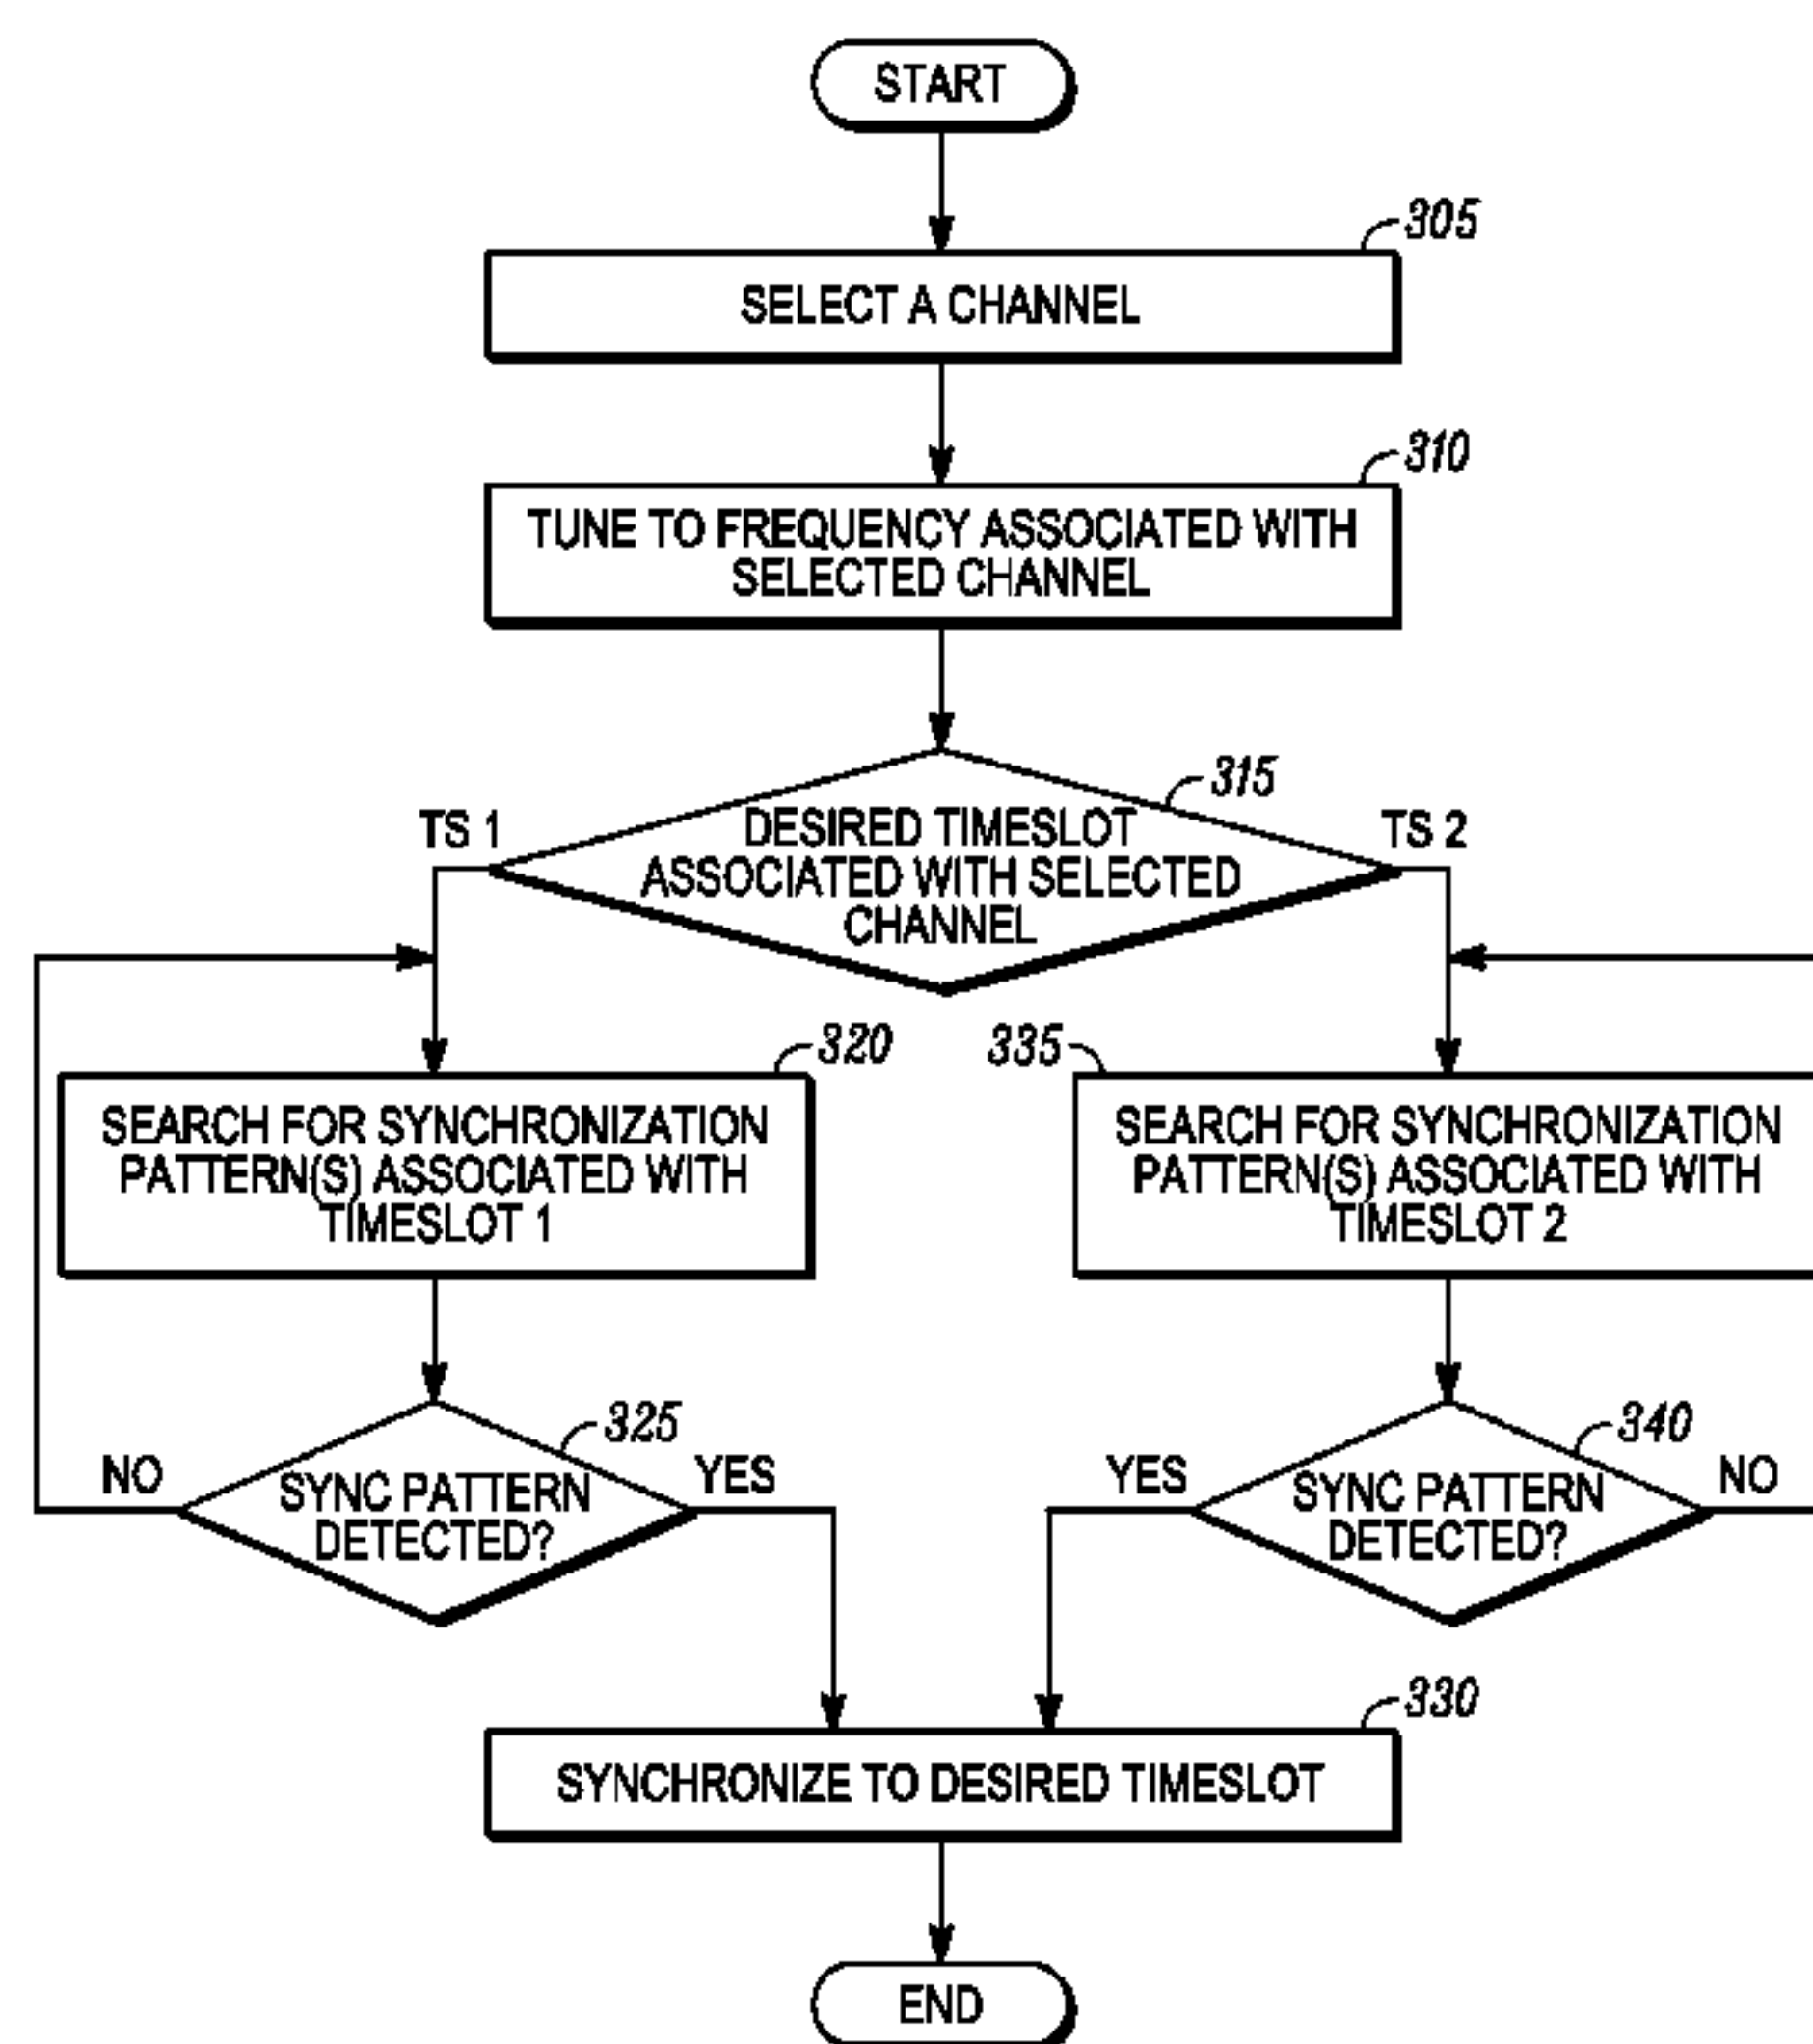 START
305
SELECT A CHANNEL
310
TUNE TO FREQUENCY ASSOCIATED WITH
SELECTED CHANNEL
315
TS 1
DESIRED TIMESLOT
ASSOCIATED WITH SELECTED
CHANNEL
TS 2
320
SEARCH FOR SYNCHRONIZATION
PATTERN(S) ASSOCIATED WITH
TIMESLOT 1
335
SEARCH FOR SYNCHRONIZATION
PATTERN(S) ASSOCIATED WITH
TIMESLOT 2
325
NO
SYNC PATTERN
DETECTED?
YES
340
YES
SYNC PATTERN
DETECTED?
NO
330
SYNCHRONIZE TO DESIRED TIMESLOT
END